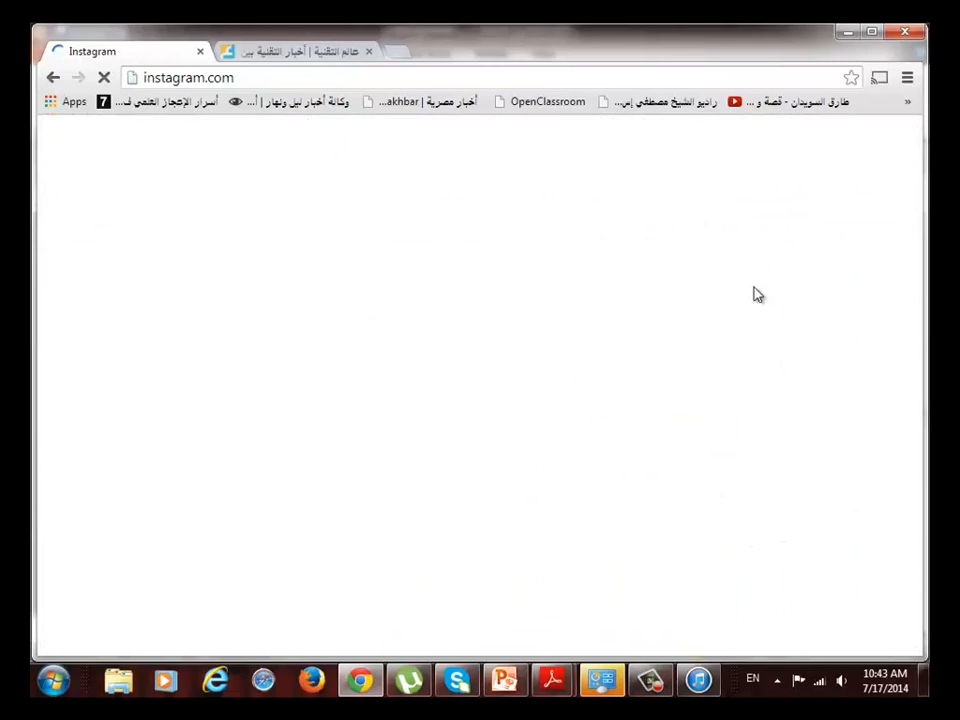 Instagram
عالم التقنية | أخبار التقنية بين
instagram.com
Apps
أسرار الإعجاز العلمي ف...
وكالة أخبار ليل ونهار | أ...
أخبار مصرية | akhbar...
OpenClassroom
راديو الشيخ مصطفى إس...
طارق السويدان - قصة و ...
»
EN
10:43 AM
7/17/2014